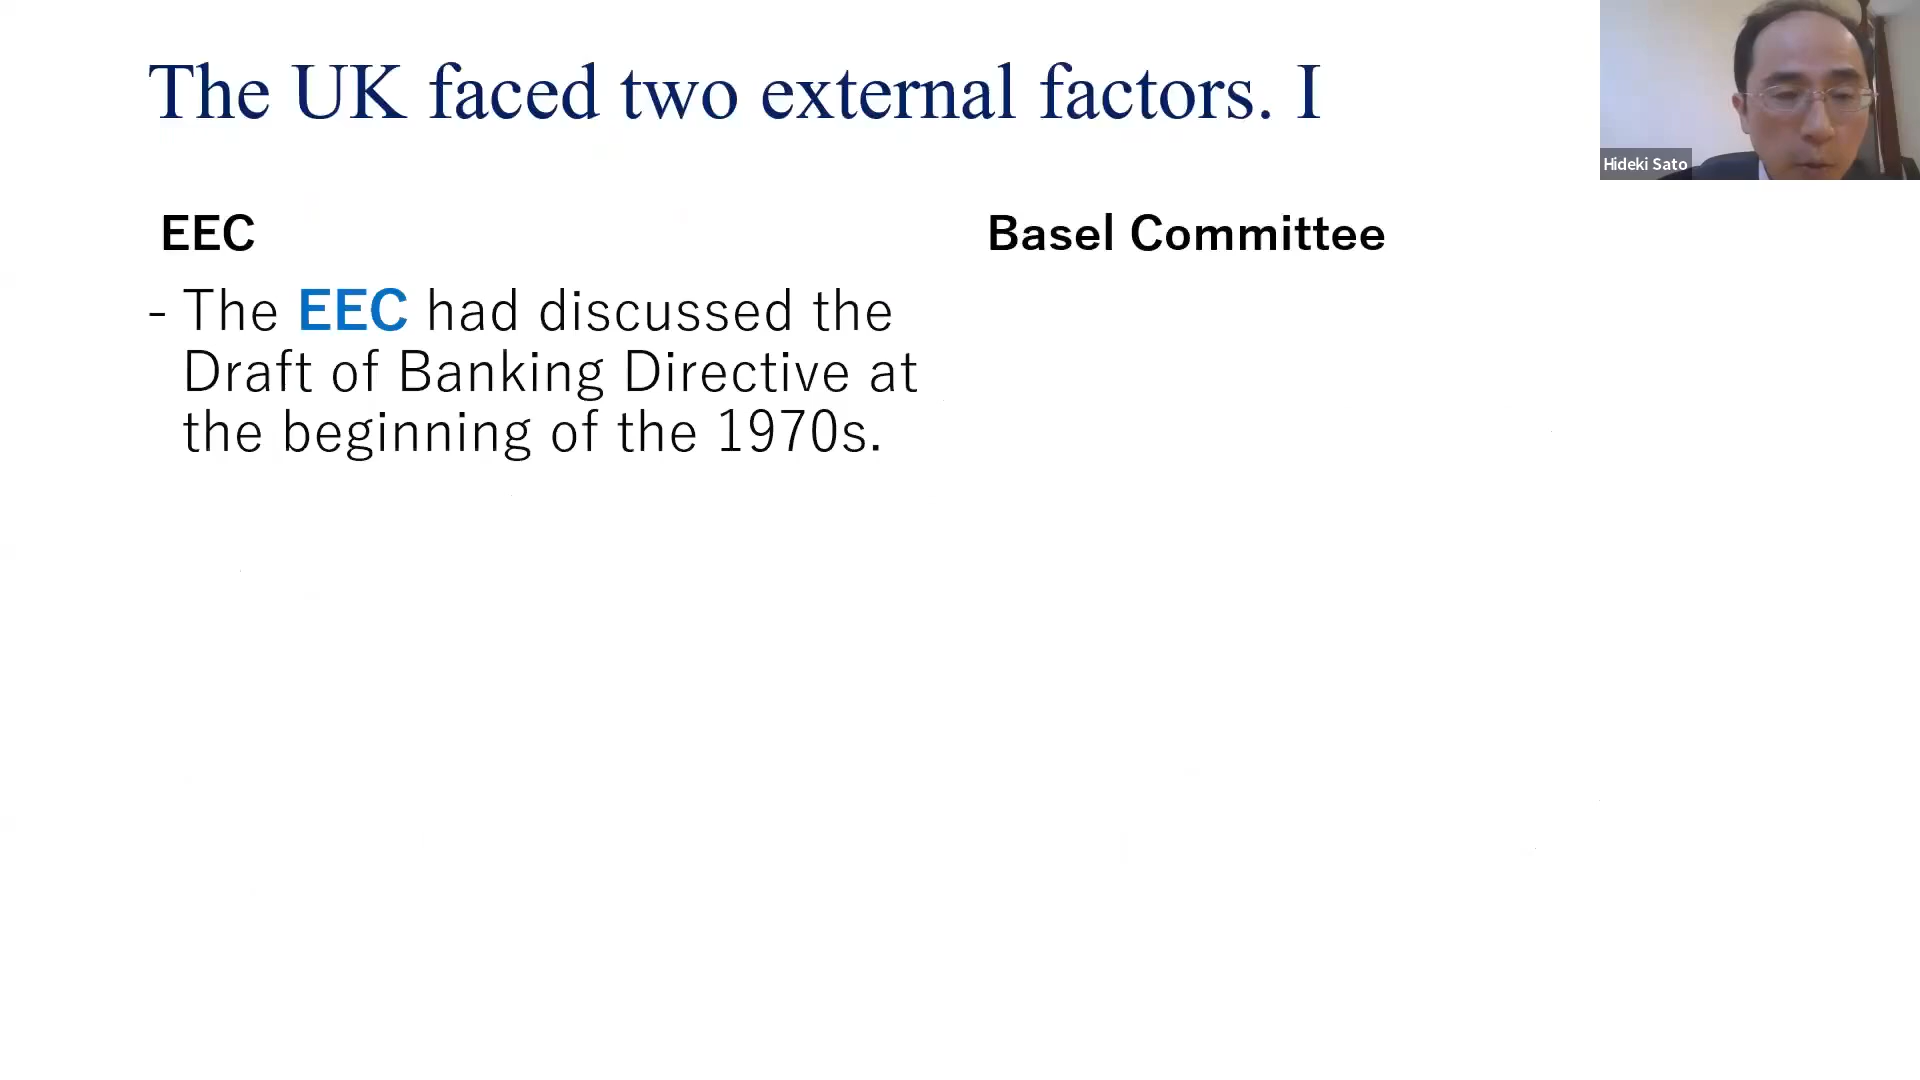 The UK faced two external factors. I
Hideki Sato
EEC
Basel Committee
- The EEC had discussed the
Draft of Banking Directive at
the beginning of the 1970s.